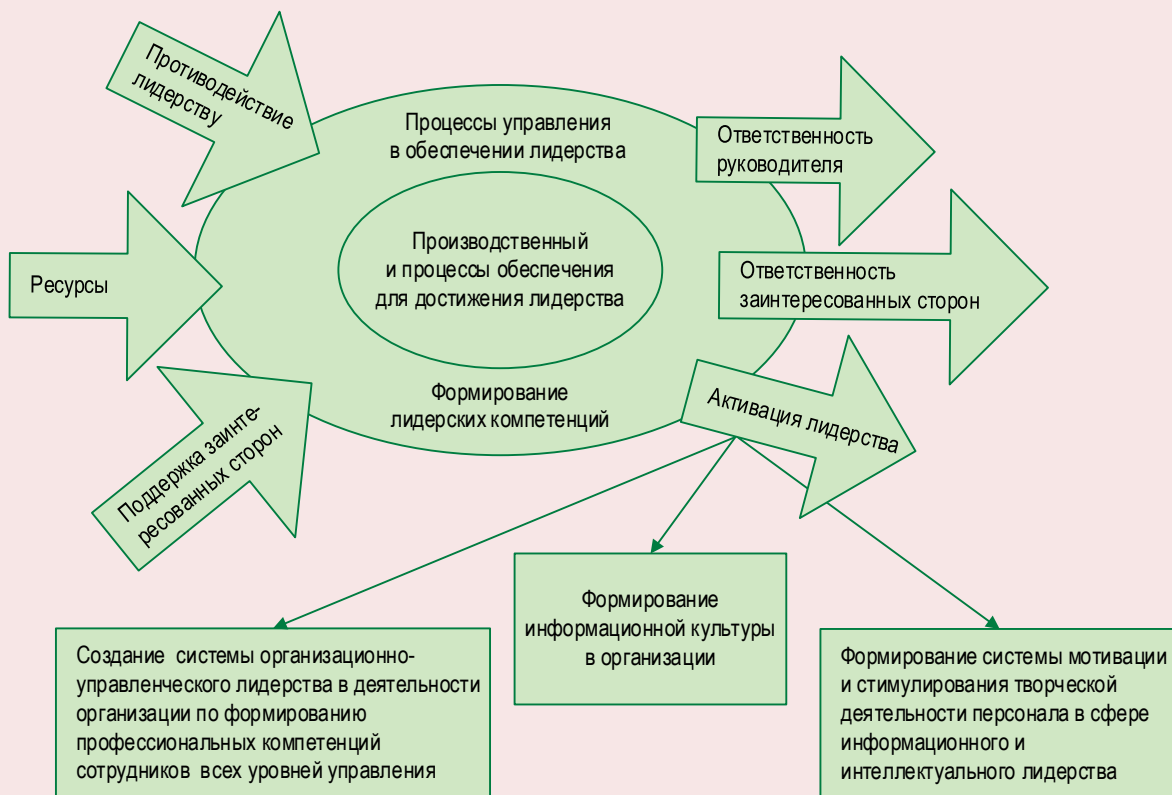 Противодействие
лидерству
Процессы управления
в обеспечении лидерства
Ответственность
руководителя
Ресурсы
Производственный
и процессы обеспечения
для достижения лидерства
Ответственность
заинтересованных сторон
Поддержка заинте-
ресованных сторон
Формирование
лидерских компетенций
Активация лидерства
Создание системы организационно-
управленческого лидерства в деятельности
организации по формированию
профессиональных компетенций
сотрудников всех уровней управления
Формирование
информационной культуры
в организации
Формирование системы мотивации
и стимулирования творческой
деятельности персонала в сфере
информационного и
интеллектуального лидерства